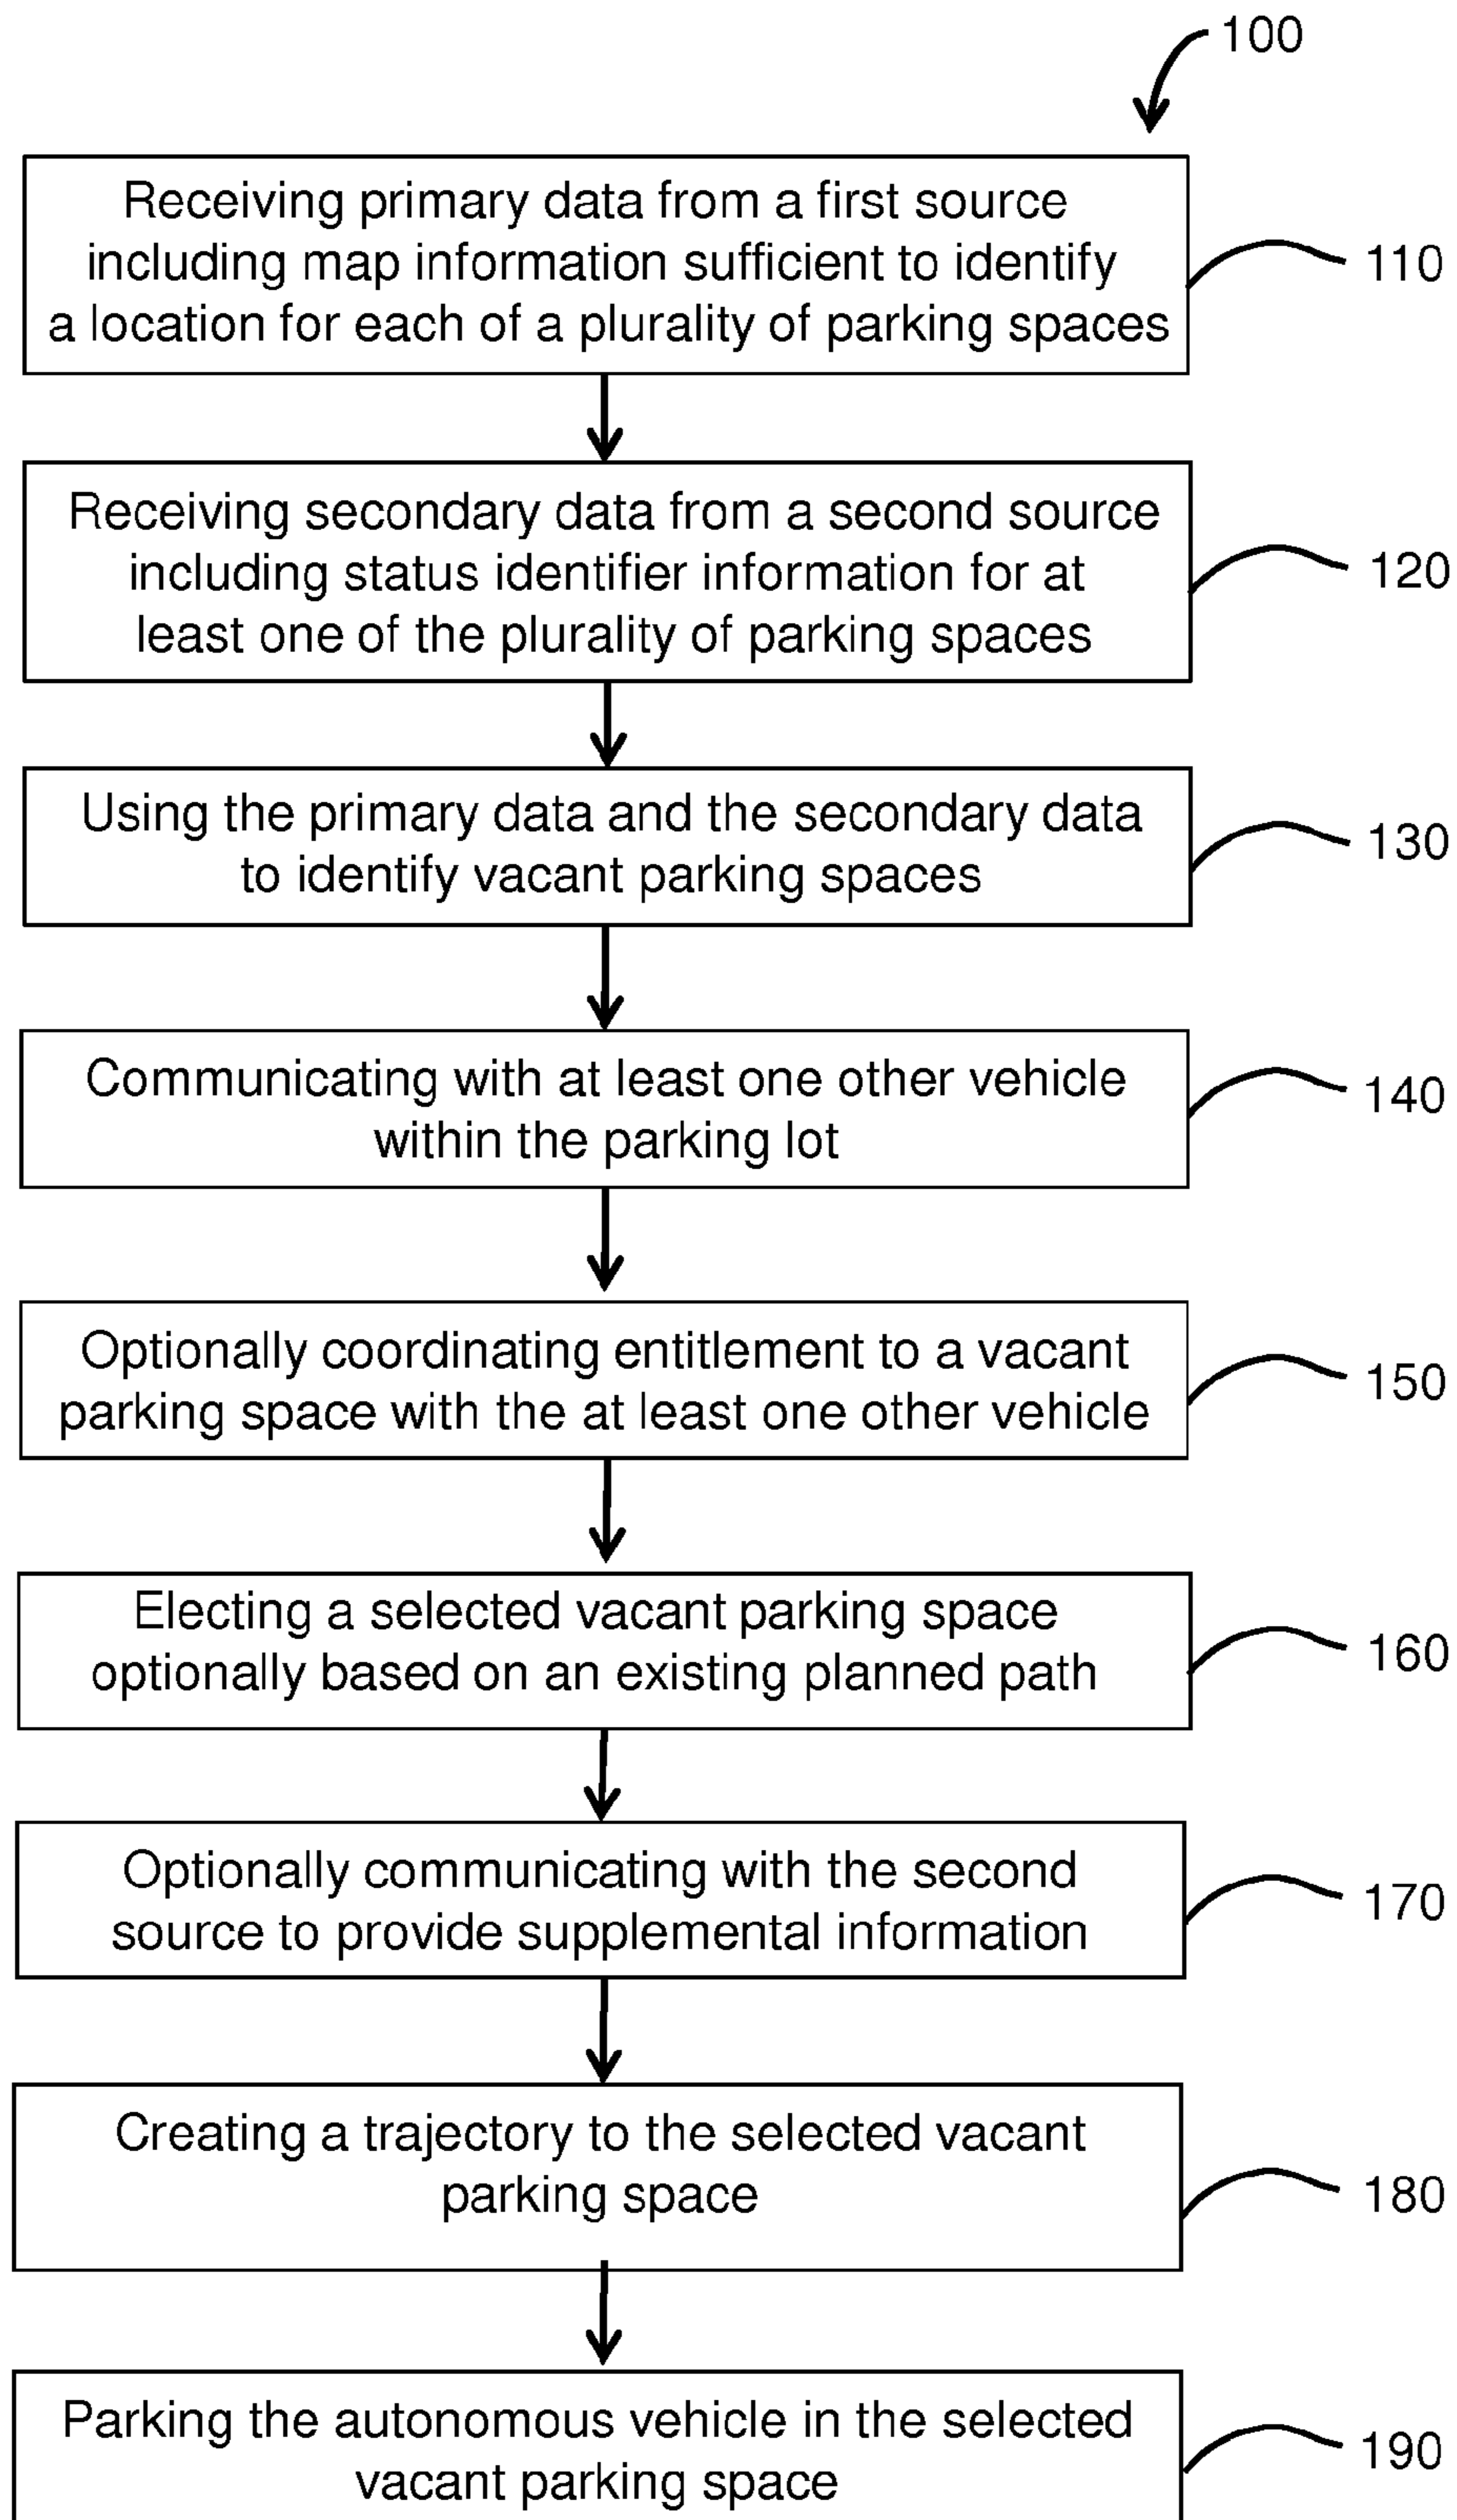 100
Receiving primary data from a first source
including map information sufficient to identify
a location for each of a plurality of parking spaces
110
Receiving secondary data from a second source
including status identifier information for at
least one of the plurality of parking spaces
120
Using the primary data and the secondary data
to identify vacant parking spaces
130
Communicating with at least one other vehicle
within the parking lot
140
Optionally coordinating entitlement to a vacant
parking space with the at least one other vehicle
150
Electing a selected vacant parking space
optionally based on an existing planned path
160
Optionally communicating with the second
source to provide supplemental information
170
Creating a trajectory to the selected vacant
parking space
180
Parking the autonomous vehicle in the selected
vacant parking space
190